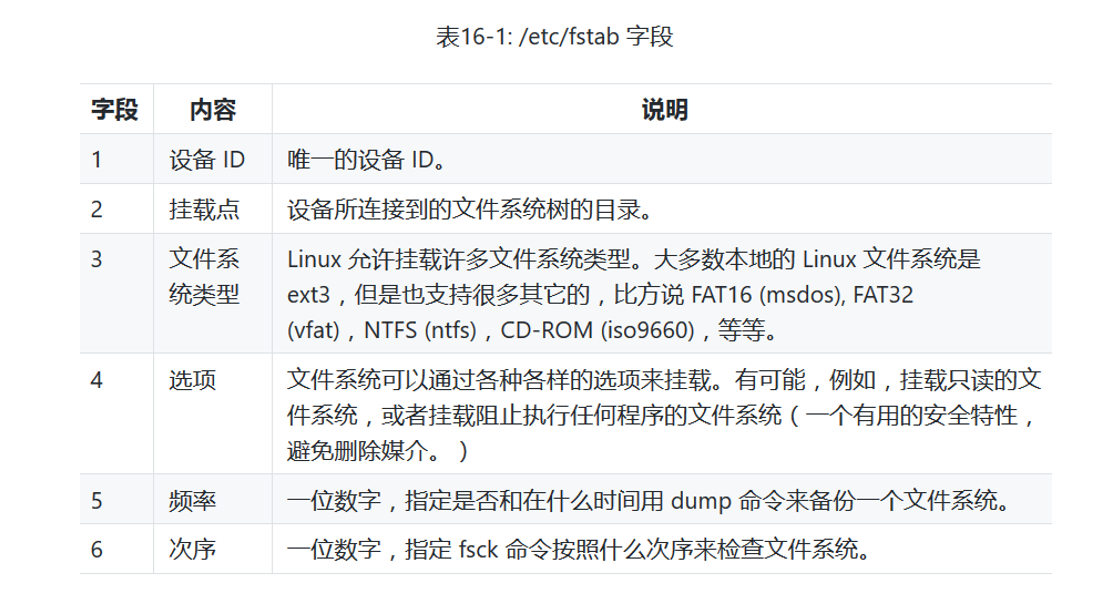 表16-1: /etc/fstab 字段
字段 内容 说明
1 设备 ID 唯一的设备 ID。
2 挂载点 设备所连接到的文件系统树的目录。
3 文件系 Linux 允许挂载许多文件系统类型。大多数本地的 Linux 文件系统是
统类型 ext3，但是也支持很多其它的，比方说 FAT16 (msdos), FAT32
(vfat)，NTFS (ntfs)，CD-ROM (iso9660)，等等。
4 选项 文件系统可以通过各种各样的选项来挂载。有可能，例如，挂载只读的文
件系统，或者挂载阻止执行任何程序的文件系统（一个有用的安全特性，
避免删除媒介。）
5 频率 一位数字，指定是否和在什么时间用 dump 命令来备份一个文件系统。
6 次序 一位数字，指定 fsck 命令按照什么次序来检查文件系统。